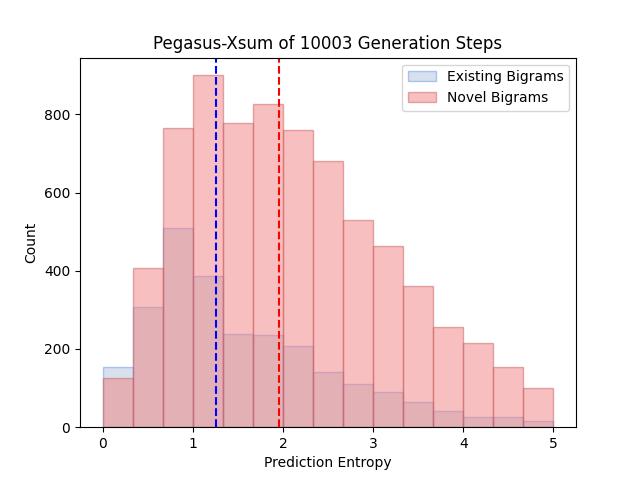 Pegasus-Xsum of 10003 Generation Steps
Existing Bigrams
Novel Bigrams
Count
800
600
400
200
0
0 1 2 3 4 5
Prediction Entropy